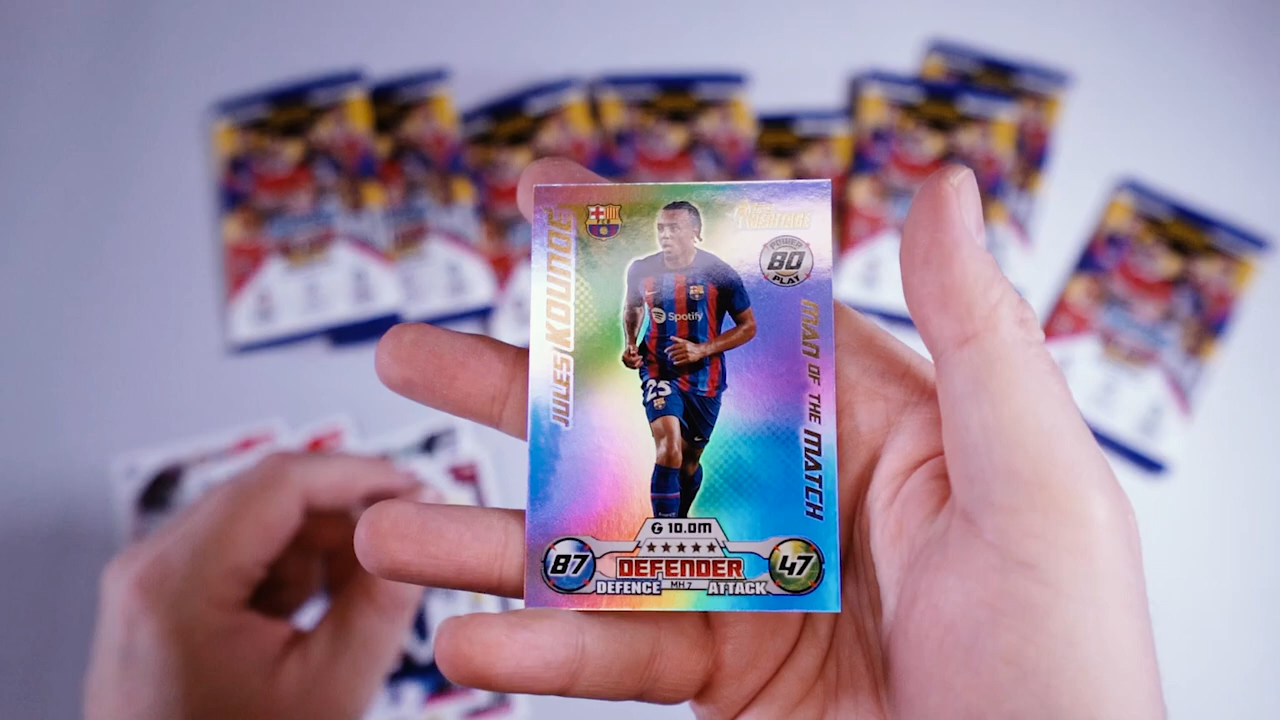 JULES KOUNDE
HERITAGE
POWER
80
PLAY
MAN OF THE MATCH
Spotify
25
10.0M
87
DEFENDER
47
DEFENCE
MH 7
ATTACK